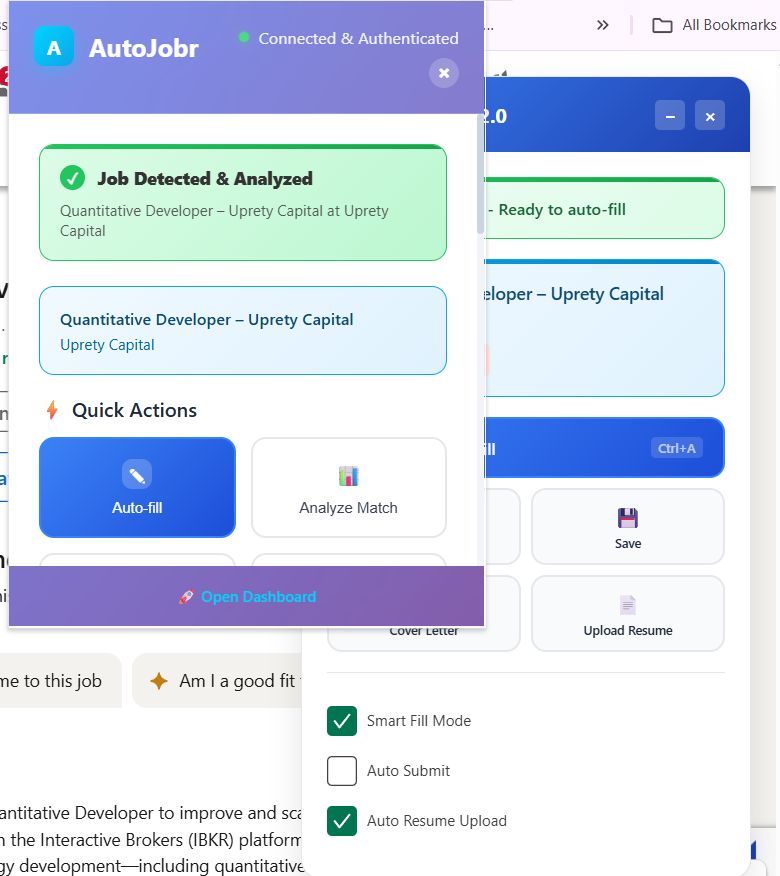 All Bookmarks
A
AutoJobr
Connected & Authenticated
2.0
Job Detected & Analyzed
Quantitative Developer – Uprety Capital at Uprety
Capital
- Ready to auto-fill
Quantitative Developer – Uprety Capital
Uprety Capital
eloper – Uprety Capital
Quick Actions
Auto-fill
Analyze Match
ill
Ctrl+A
Save
Open Dashboard
Cover Letter
Upload Resume
me to this job
Am I a good fit
Smart Fill Mode
Auto Submit
Auto Resume Upload
antitative Developer to improve and sca
n the Interactive Brokers (IBKR) platform
gy development—including quantitative